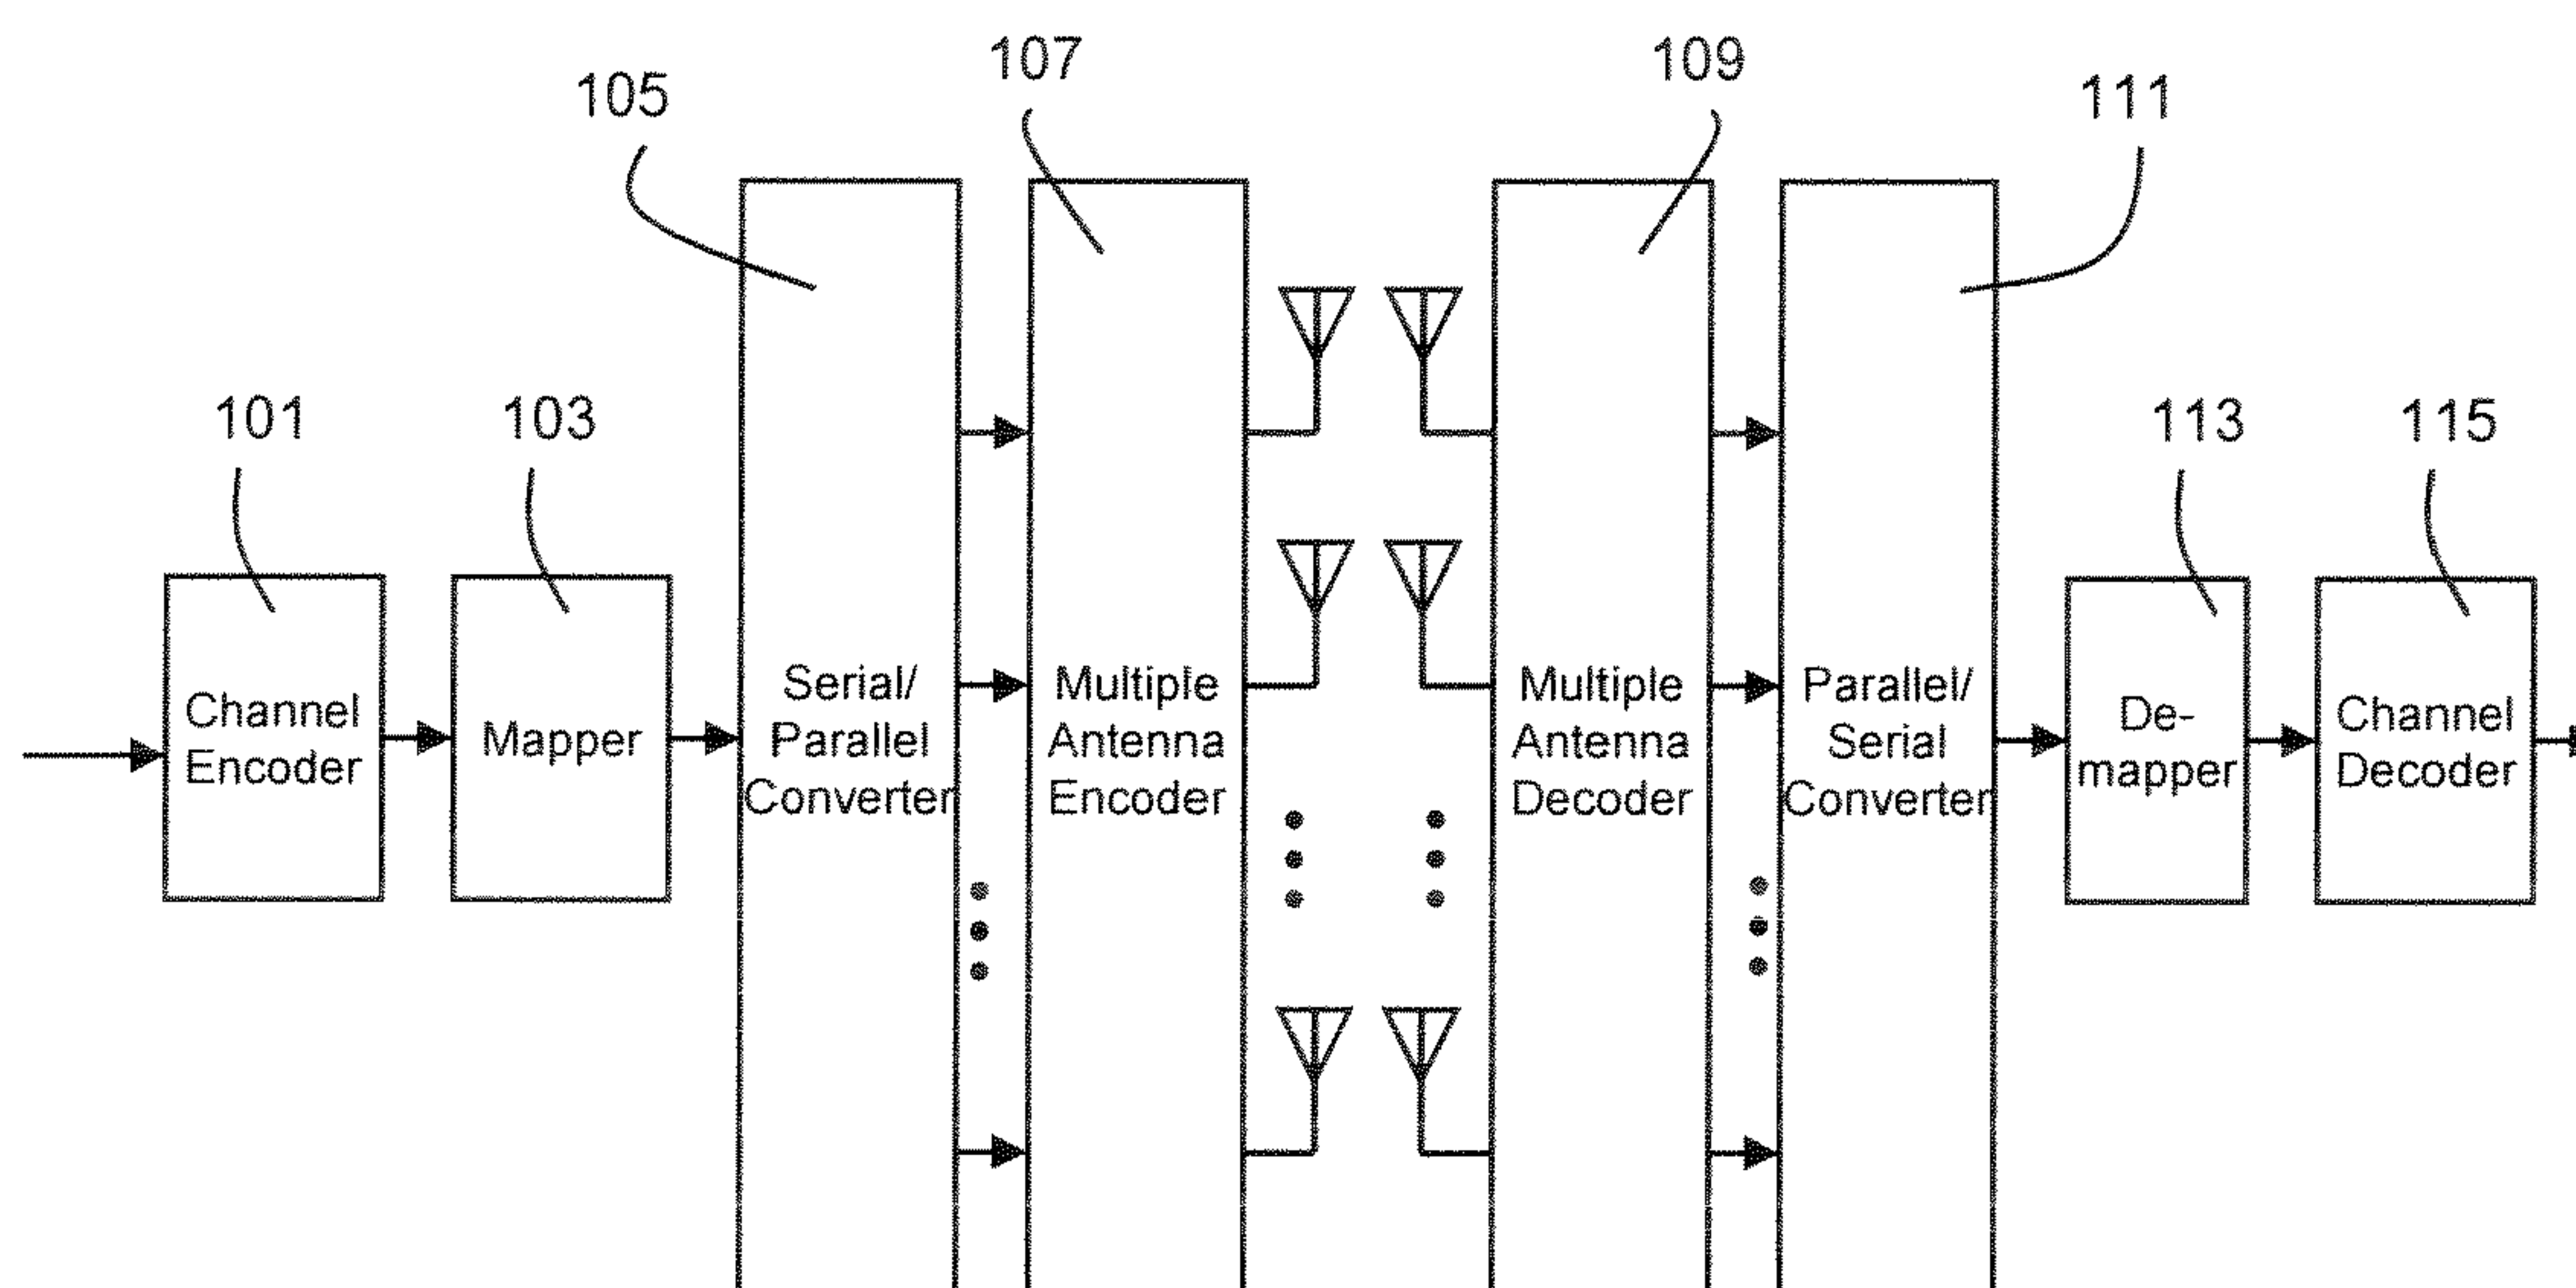 107
109
105
111
101
103
113
115
Channel
Encoder
Mapper
Serial/
Parallel
Converter
Multiple
Antenna
Encoder
Multiple
Antenna
Decoder
Parallel/
Serial
Converter
De-
mapper
Channel
Decoder